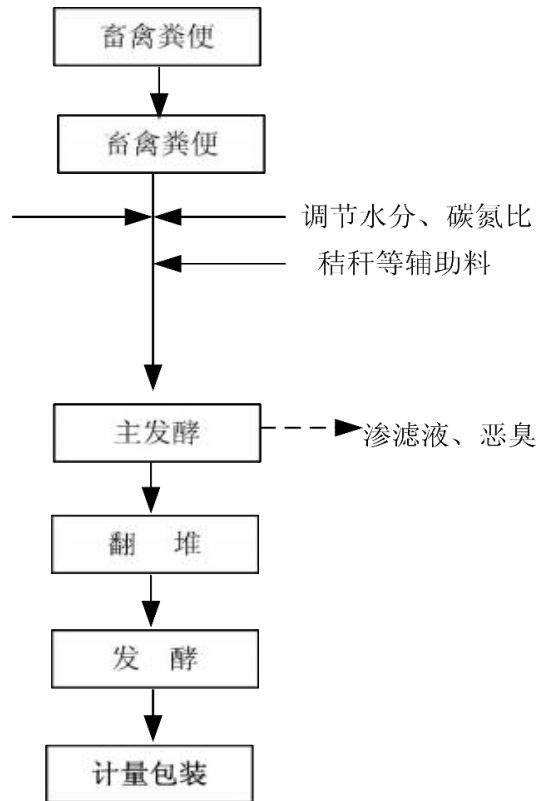 畜禽粪便
畜禽粪便
调节水分、碳氮比
秸秆等辅助料
主发酵
渗滤液、恶臭
翻 堆
发 酵
计量包装